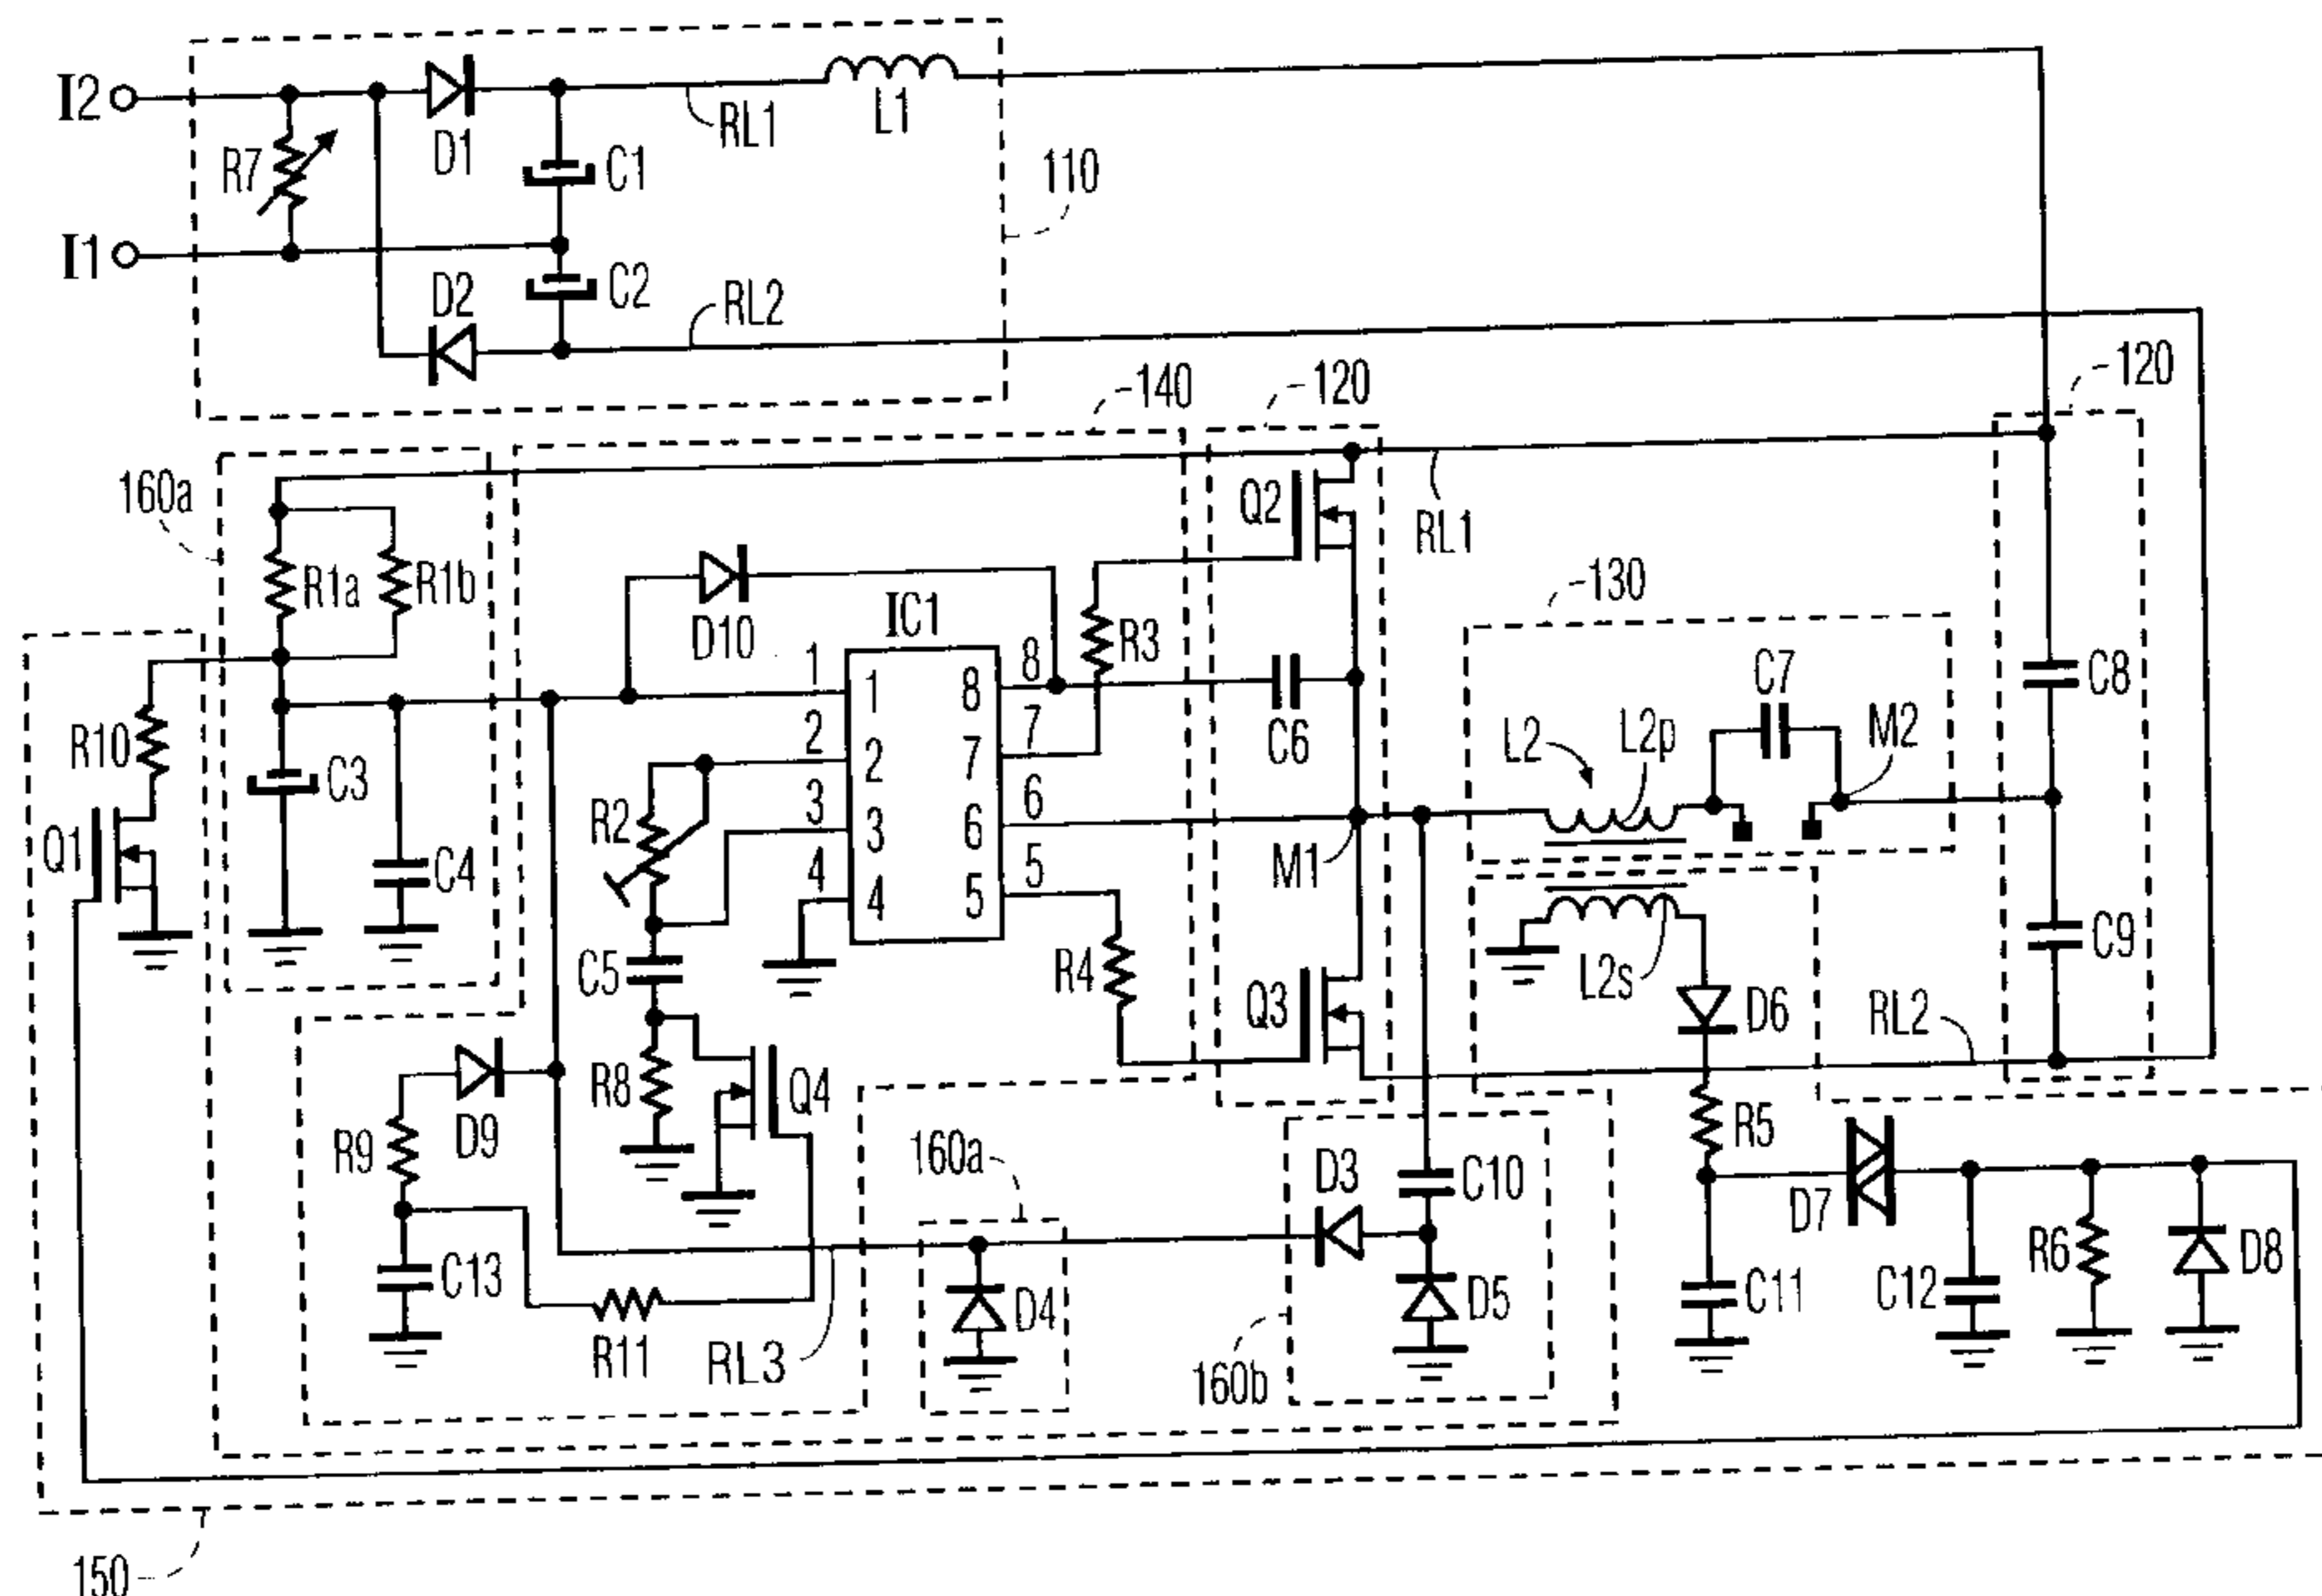 I2
R7
D1
RL1
L1
C1
110
I1
D2
C2
RL2
140
120
120
160a
Q2
RL1
R1a
R1b
D10
IC1
R3
130
1
8
1
8
C7
C8
R10
2
7
2
7
C6
L2
L2p
M2
C3
R2
3
6
3
6
Q1
C4
4
5
4
5
M1
C5
R4
Q3
L2s
C9
D6
RL2
R8
Q4
R9
D9
160a
D3
C10
R5
D7
C13
R11
RL3
D4
160b
D5
C11
C12
R6
D8
150